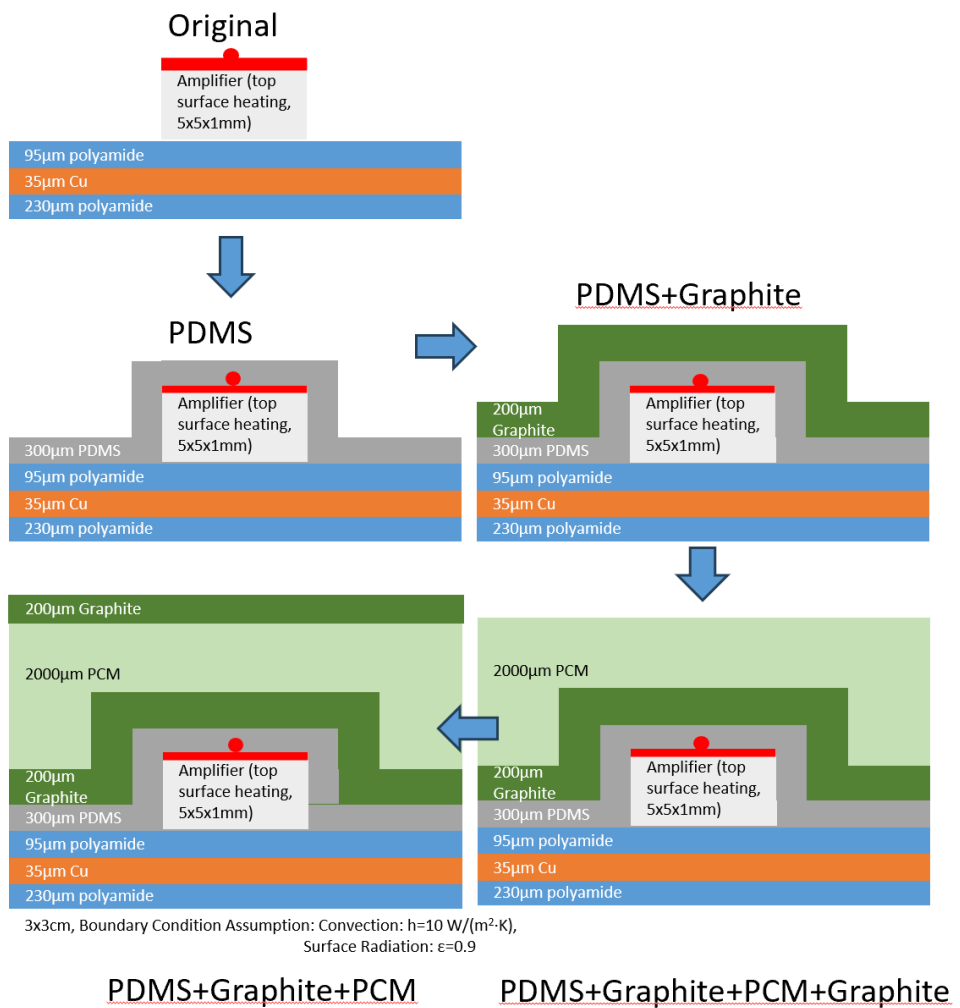 Original
Amplifier (top
surface heating,
5x5x1mm)
95µm polyamide
35µm Cu
230µm polyamide
PDMS
Amplifier (top
surface heating,
5x5x1mm)
300µm PDMS
95µm polyamide
35µm Cu
230µm polyamide
PDMS+Graphite
Amplifier (top
surface heating,
5x5x1mm)
200µm
Graphite
300µm PDMS
95µm polyamide
35µm Cu
230µm polyamide
200µm Graphite
2000µm PCM
Amplifier (top
surface heating,
5x5x1mm)
200µm
Graphite
300µm PDMS
95µm polyamide
35µm Cu
230µm polyamide
2000µm PCM
Amplifier (top
surface heating,
5x5x1mm)
200µm
Graphite
300µm PDMS
95µm polyamide
35µm Cu
230µm polyamide
3x3cm, Boundary Condition Assumption: Convection: h=10 W/(m²·K),
Surface Radiation: ε=0.9
PDMS+Graphite+PCM
PDMS+Graphite+PCM+Graphite